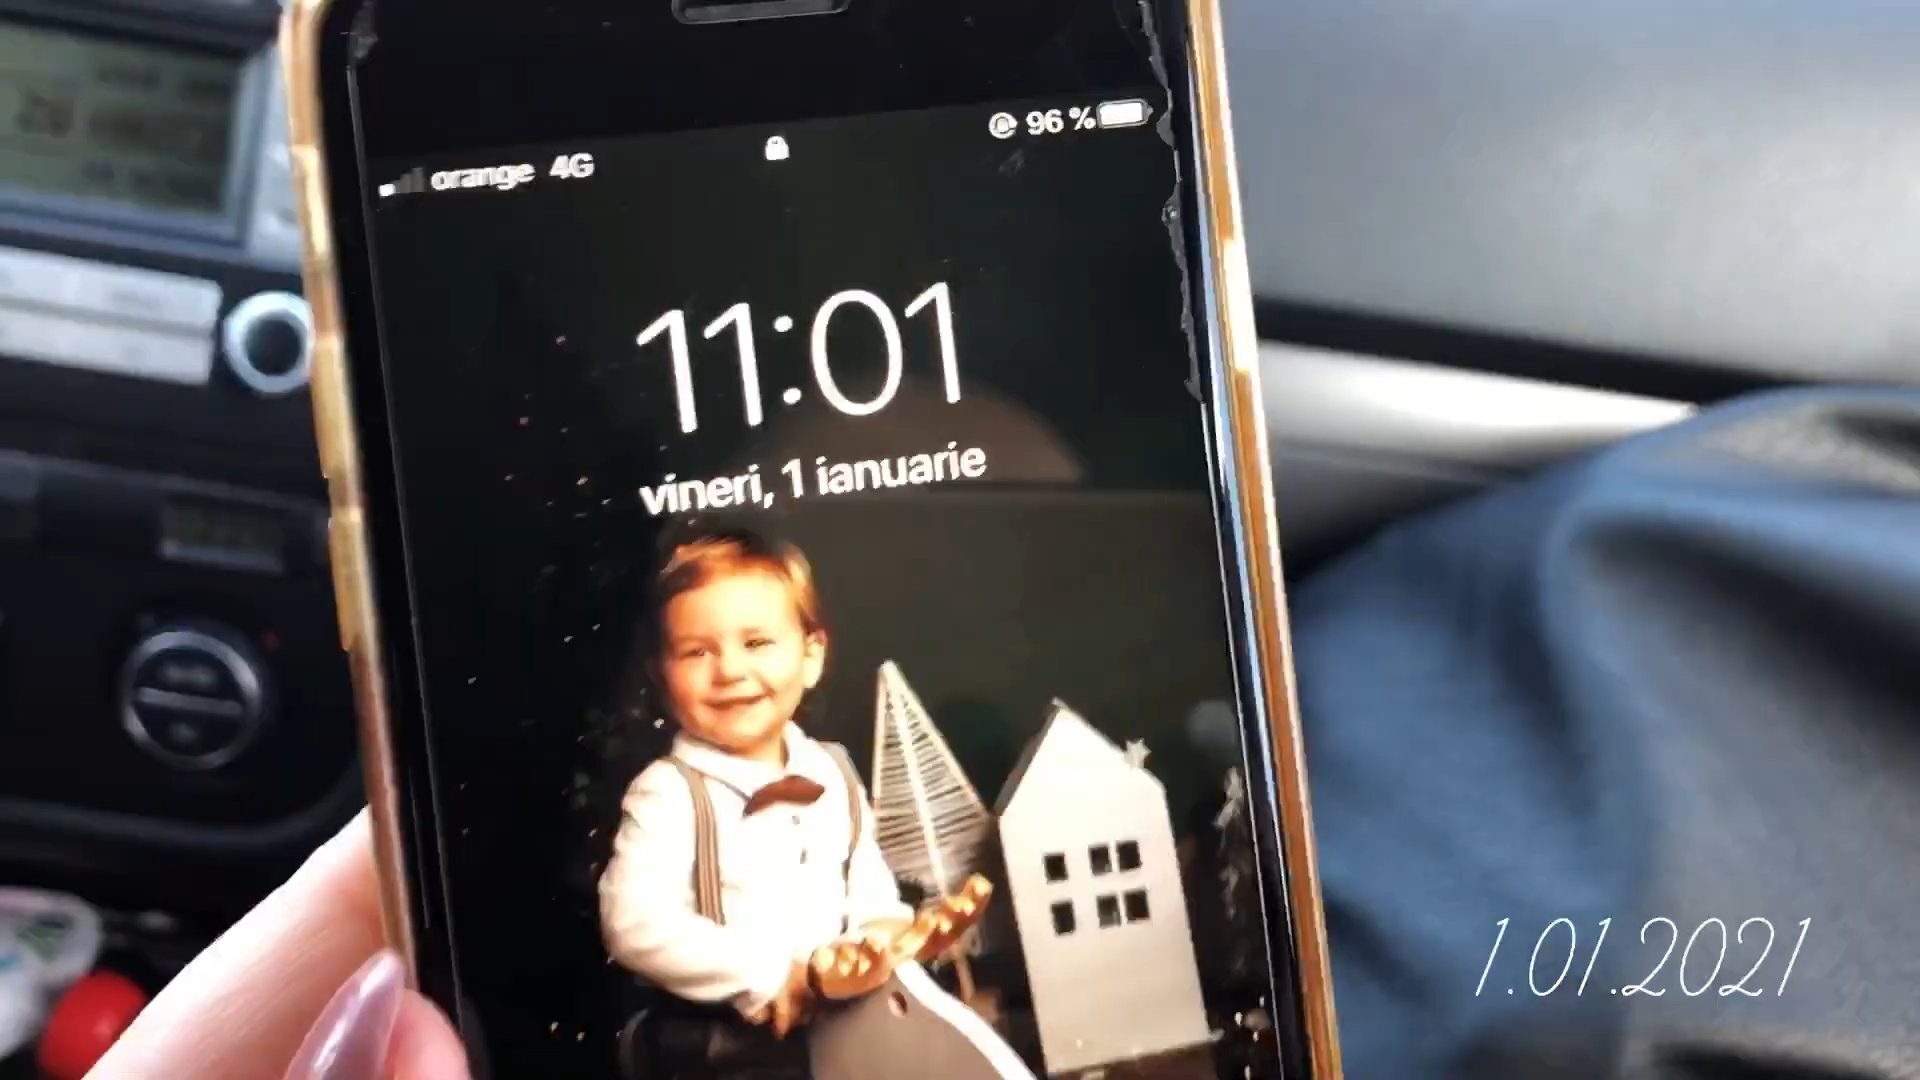 orange 4G
96 %
11:01
vineri, 1 ianuarie
1.01.2021